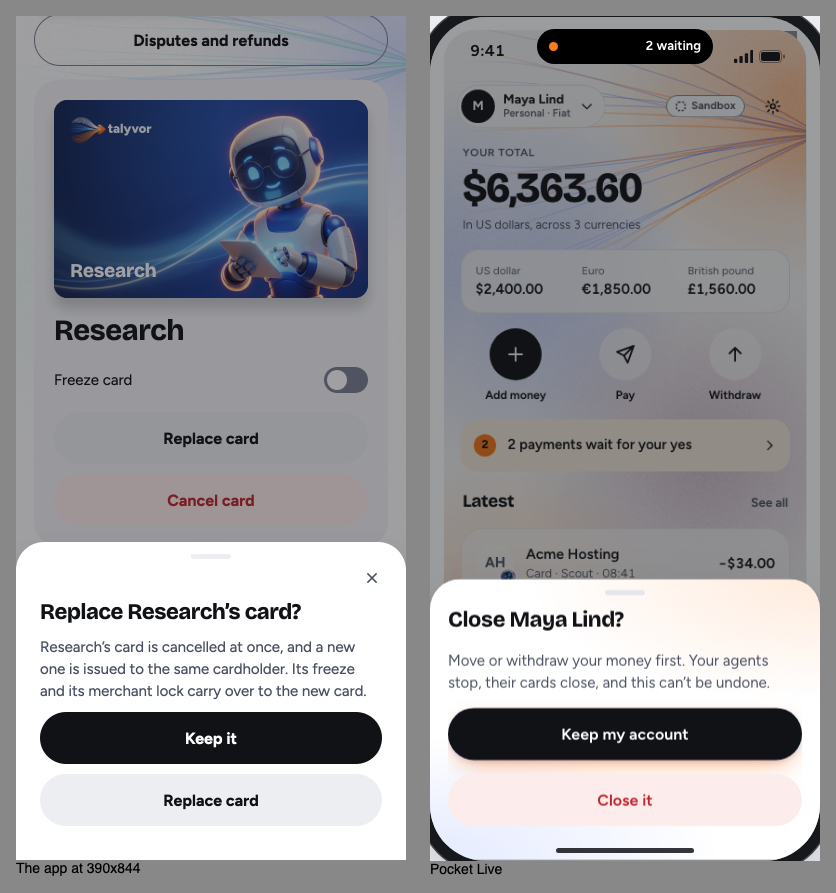 Disputes and refunds
talyvor
Research
Research
Freeze card
Replace card
Cancel card
Replace Research’s card?
Research’s card is cancelled at once, and a new
one is issued to the same cardholder. Its freeze
and its merchant lock carry over to the new card.
Keep it
Replace card
The app at 390x844
9:41
2 waiting
M
Maya Lind
Personal · Fiat
Sandbox
YOUR TOTAL
$6,363.60
In US dollars, across 3 currencies
US dollar
Euro
British pound
$2,400.00
€1,850.00
£1,560.00
Add money
Pay
Withdraw
2
2 payments wait for your yes
Latest
See all
AH
Acme Hosting
Card · Scout · 08:41
−$34.00
Close Maya Lind?
Move or withdraw your money first. Your agents
stop, their cards close, and this can’t be undone.
Keep my account
Close it
Pocket Live